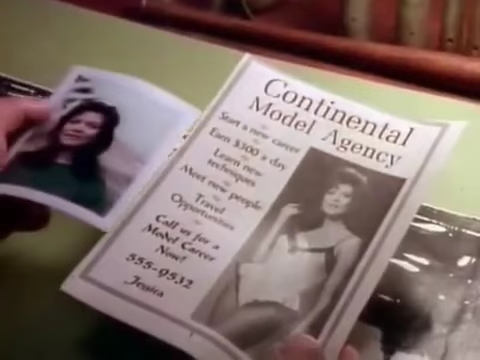 Continental
Model Agency
Start a new career
Earn $500 a day
Learn new
techniques
Meet new people
Travel
Opportunities
Call us for a
Model Career
Now!
555-9532
Jessica